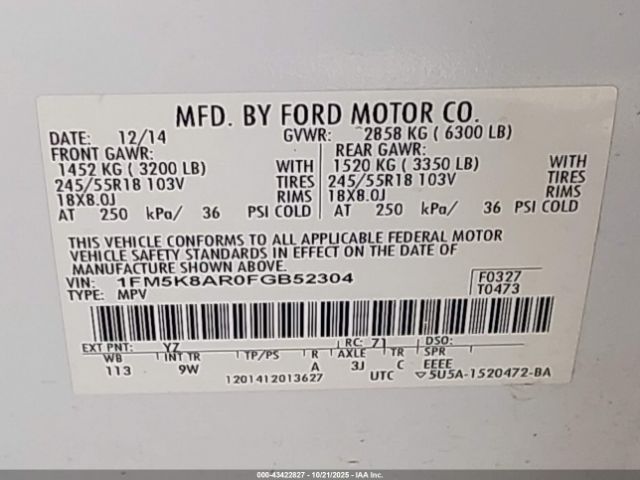 MFD. BY FORD MOTOR CO.
DATE: 12/14 GVWR: 2858 KG ( 6300 LB)
FRONT GAWR: REAR GAWR:
1452 KG ( 3200 LB) WITH 1520 KG ( 3350 LB) WITH
245/55R18 103V TIRES 245/55R18 103V TIRES
18X8.0J RIMS 18X8.0J RIMS
AT 250 kPa/ 36 PSI COLD AT 250 kPa/ 36 PSI COLD
THIS VEHICLE CONFORMS TO ALL APPLICABLE FEDERAL MOTOR
VEHICLE SAFETY STANDARDS IN EFFECT ON THE DATE OF
MANUFACTURE SHOWN ABOVE.
VIN: 1FM5K8AR0FGB52304 F0327
TYPE: MPV T0473
EXT PNT: YZ RC: 71 DSO:
WB INT TR TP/PS R AXLE TR SPR
113 9W A 3J C EEEE
1201412013627 UTC ▽5U5A-1520472-BA
000-43422827 - 10/21/2025 - IAAI.com